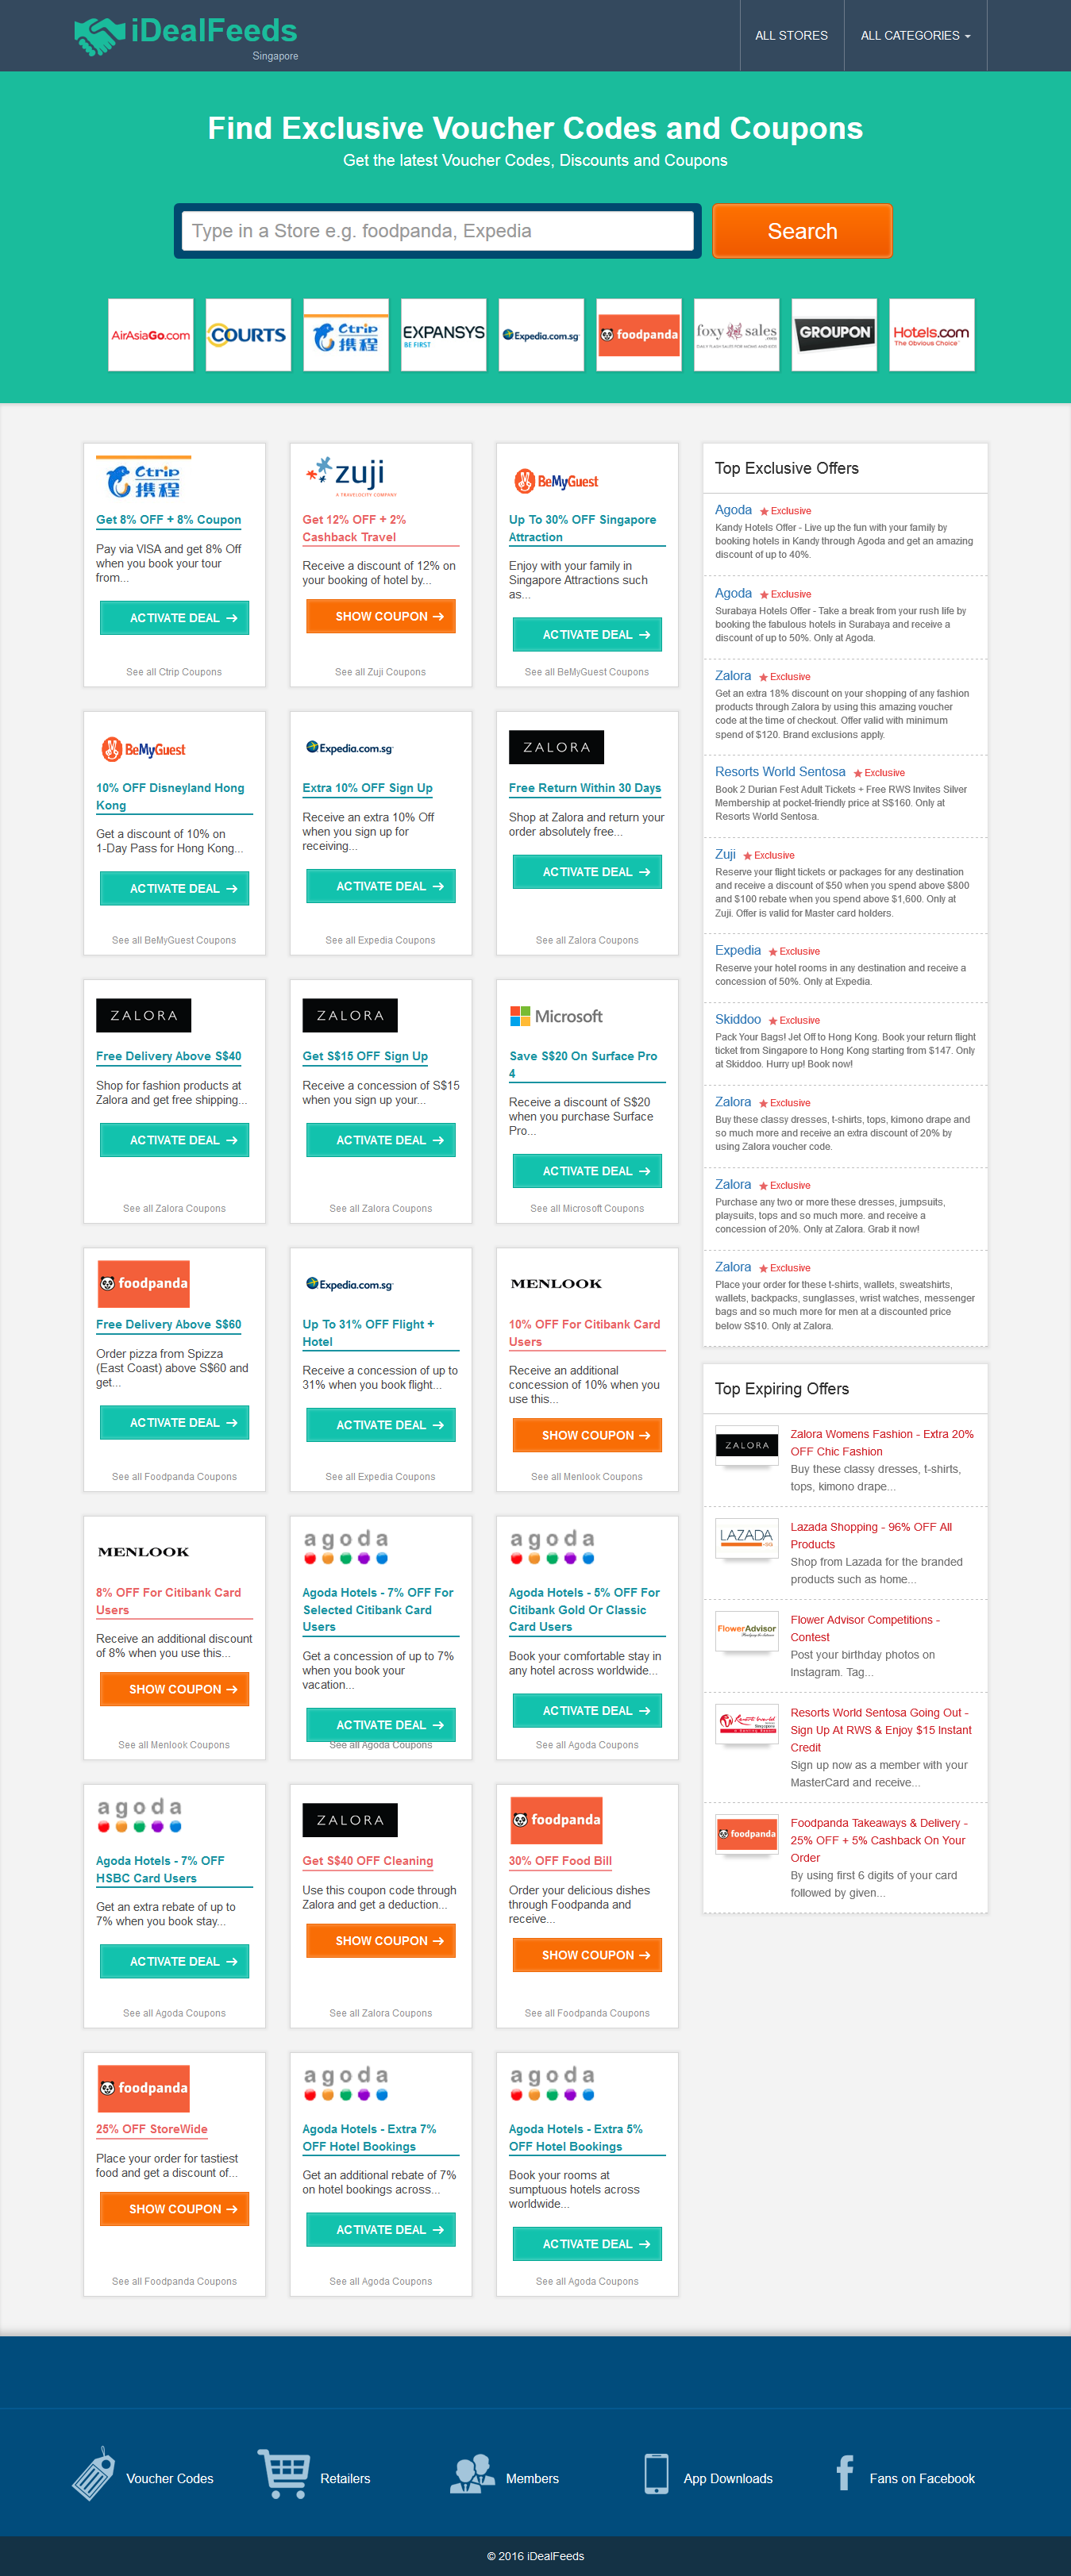 iDealFeeds
Singapore
ALL STORES
ALL CATEGORIES
Find Exclusive Voucher Codes and Coupons
Get the latest Voucher Codes, Discounts and Coupons
Type in a Store e.g. foodpanda, Expedia
Search
AirAsiaGo.com
COURTS
Ctrip
携程
EXPANSYS
BE FIRST
Expedia.com.sg
foodpanda
foxy sales
.com
GROUPON
Hotels.com
The Obvious Choice
Ctrip
携程
Get 8% OFF + 8% Coupon
Pay via VISA and get 8% Off
when you book your tour
from...
ACTIVATE DEAL
See all Ctrip Coupons
zuji
A TRAVELOCITY COMPANY
Get 12% OFF + 2%
Cashback Travel
Receive a discount of 12% on
your booking of hotel by...
SHOW COUPON
See all Zuji Coupons
BeMyGuest
Up To 30% OFF Singapore
Attraction
Enjoy with your family in
Singapore Attractions such
as...
ACTIVATE DEAL
See all BeMyGuest Coupons
BeMyGuest
10% OFF Disneyland Hong
Kong
Get a discount of 10% on
1-Day Pass for Hong Kong...
ACTIVATE DEAL
See all BeMyGuest Coupons
Expedia.com.sg
Extra 10% OFF Sign Up
Receive an extra 10% Off
when you sign up for
receiving...
ACTIVATE DEAL
See all Expedia Coupons
ZALORA
Free Return Within 30 Days
Shop at Zalora and return your
order absolutely free...
ACTIVATE DEAL
See all Zalora Coupons
ZALORA
Free Delivery Above S$40
Shop for fashion products at
Zalora and get free shipping...
ACTIVATE DEAL
See all Zalora Coupons
ZALORA
Get S$15 OFF Sign Up
Receive a concession of S$15
when you sign up your...
ACTIVATE DEAL
See all Zalora Coupons
Microsoft
Save S$20 On Surface Pro
4
Receive a discount of S$20
when you purchase Surface
Pro...
ACTIVATE DEAL
See all Microsoft Coupons
foodpanda
Free Delivery Above S$60
Order pizza from Spizza
(East Coast) above S$60 and
get...
ACTIVATE DEAL
See all Foodpanda Coupons
Expedia.com.sg
Up To 31% OFF Flight +
Hotel
Receive a concession of up to
31% when you book flight...
ACTIVATE DEAL
See all Expedia Coupons
MENLOOK
10% OFF For Citibank Card
Users
Receive an additional
concession of 10% when you
use this...
SHOW COUPON
See all Menlook Coupons
MENLOOK
8% OFF For Citibank Card
Users
Receive an additional discount
of 8% when you use this...
SHOW COUPON
See all Menlook Coupons
agoda
Agoda Hotels - 7% OFF For
Selected Citibank Card
Users
Get a concession of up to 7%
when you book your
vacation...
ACTIVATE DEAL
See all Agoda Coupons
agoda
Agoda Hotels - 5% OFF For
Citibank Gold Or Classic
Card Users
Book your comfortable stay in
any hotel across worldwide...
ACTIVATE DEAL
See all Agoda Coupons
agoda
Agoda Hotels - 7% OFF
HSBC Card Users
Get an extra rebate of up to
7% when you book stay...
ACTIVATE DEAL
See all Agoda Coupons
ZALORA
Get S$40 OFF Cleaning
Use this coupon code through
Zalora and get a deduction...
SHOW COUPON
See all Zalora Coupons
foodpanda
30% OFF Food Bill
Order your delicious dishes
through Foodpanda and
receive...
SHOW COUPON
See all Foodpanda Coupons
foodpanda
25% OFF StoreWide
Place your order for tastiest
food and get a discount of...
SHOW COUPON
See all Foodpanda Coupons
agoda
Agoda Hotels - Extra 7%
OFF Hotel Bookings
Get an additional rebate of 7%
on hotel bookings across...
ACTIVATE DEAL
See all Agoda Coupons
agoda
Agoda Hotels - Extra 5%
OFF Hotel Bookings
Book your rooms at
sumptuous hotels across
worldwide...
ACTIVATE DEAL
See all Agoda Coupons
Top Exclusive Offers
Agoda Exclusive
Kandy Hotels Offer - Live up the fun with your family by
booking hotels in Kandy through Agoda and get an amazing
discount of up to 40%.
Agoda Exclusive
Surabaya Hotels Offer - Take a break from your rush life by
booking the fabulous hotels in Surabaya and receive a
discount of up to 50%. Only at Agoda.
Zalora Exclusive
Get an extra 18% discount on your shopping of any fashion
products through Zalora by using this amazing voucher
code at the time of checkout. Offer valid with minimum
spend of $120. Brand exclusions apply.
Resorts World Sentosa Exclusive
Book 2 Durian Fest Adult Tickets + Free RWS Invites Silver
Membership at pocket-friendly price at S$160. Only at
Resorts World Sentosa.
Zuji Exclusive
Reserve your flight tickets or packages for any destination
and receive a discount of $50 when you spend above $800
and $100 rebate when you spend above $1,600. Only at
Zuji. Offer is valid for Master card holders.
Expedia Exclusive
Reserve your hotel rooms in any destination and receive a
concession of 50%. Only at Expedia.
Skiddoo Exclusive
Pack Your Bags! Jet Off to Hong Kong. Book your return flight
ticket from Singapore to Hong Kong starting from $147. Only
at Skiddoo. Hurry up! Book now!
Zalora Exclusive
Buy these classy dresses, t-shirts, tops, kimono drape and
so much more and receive an extra discount of 20% by
using Zalora voucher code.
Zalora Exclusive
Purchase any two or more these dresses, jumpsuits,
playsuits, tops and so much more. and receive a
concession of 20%. Only at Zalora. Grab it now!
Zalora Exclusive
Place your order for these t-shirts, wallets, sweatshirts,
wallets, backpacks, sunglasses, wrist watches, messenger
bags and so much more for men at a discounted price
below S$10. Only at Zalora.
Top Expiring Offers
ZALORA
Zalora Womens Fashion - Extra 20%
OFF Chic Fashion
Buy these classy dresses, t-shirts,
tops, kimono drape...
LAZADA
Lazada Shopping - 96% OFF All
Products
Shop from Lazada for the branded
products such as home...
FlowerAdvisor
Flower Advisor Competitions -
Contest
Post your birthday photos on
Instagram. Tag...
Resorts World
Resorts World Sentosa Going Out -
Sign Up At RWS & Enjoy $15 Instant
Credit
Sign up now as a member with your
MasterCard and receive...
foodpanda
Foodpanda Takeaways & Delivery -
25% OFF + 5% Cashback On Your
Order
By using first 6 digits of your card
followed by given...
Voucher Codes
Retailers
Members
App Downloads
Fans on Facebook
© 2016 iDealFeeds